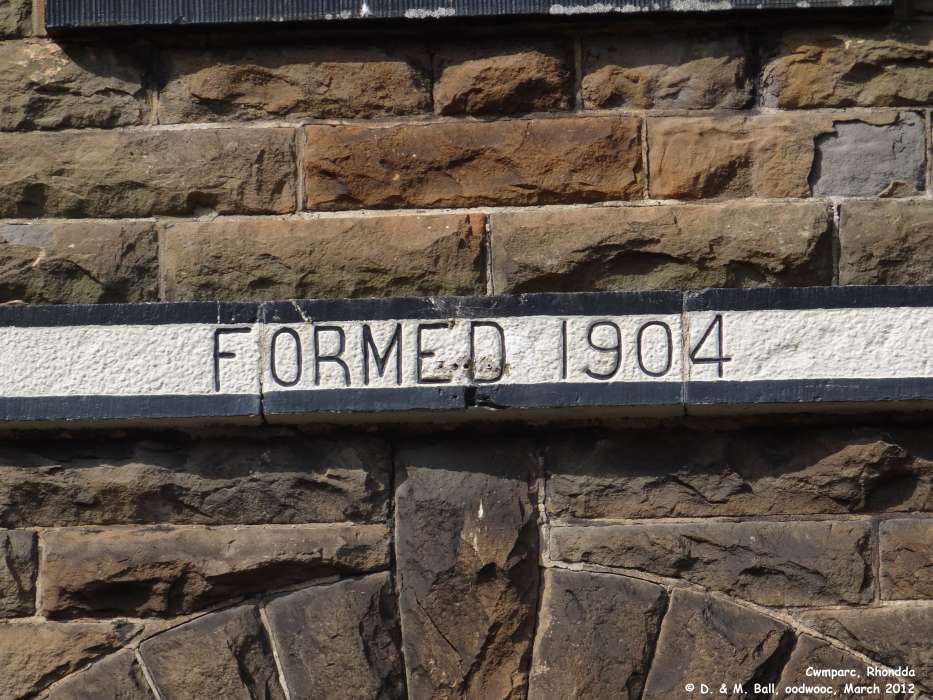 FORMED 1904
Cwmparc, Rhondda
© D. & M. Ball, oodwooc, March 2012